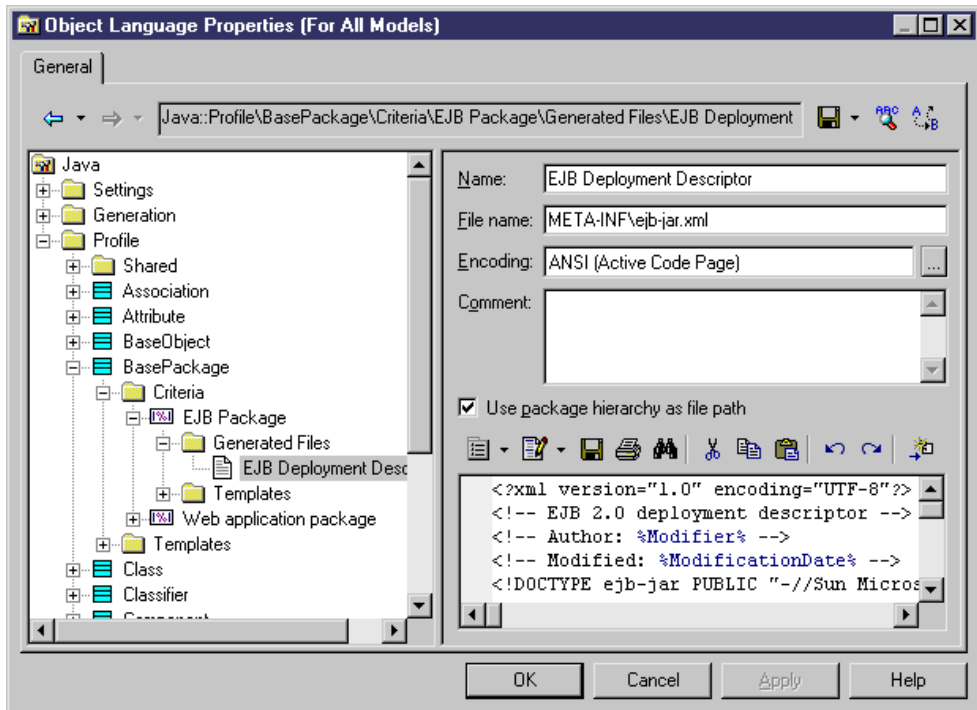 Object Language Properties (For All Models)
General
Java::Profile\BasePackage\Criteria\EJB Package\Generated Files\EJB Deployment
ABC
A
B
Java
Settings
Generation
Profile
Shared
Association
Attribute
BaseObject
BasePackage
Criteria
EJB Package
Generated Files
EJB Deployment Desc
Templates
Web application package
Templates
Class
Classifier
Component
Name: EJB Deployment Descriptor
File name: META-INF\ejb-jar.xml
Encoding: ANSI (Active Code Page)
...
Comment:
Use package hierarchy as file path
<?xml version="1.0" encoding="UTF-8"?>
<!-- EJB 2.0 deployment descriptor -->
<!-- Author: %Modifier% -->
<!-- Modified: %ModificationDate% -->
<!DOCTYPE ejb-jar PUBLIC "-//Sun Micros
OK Cancel Apply Help